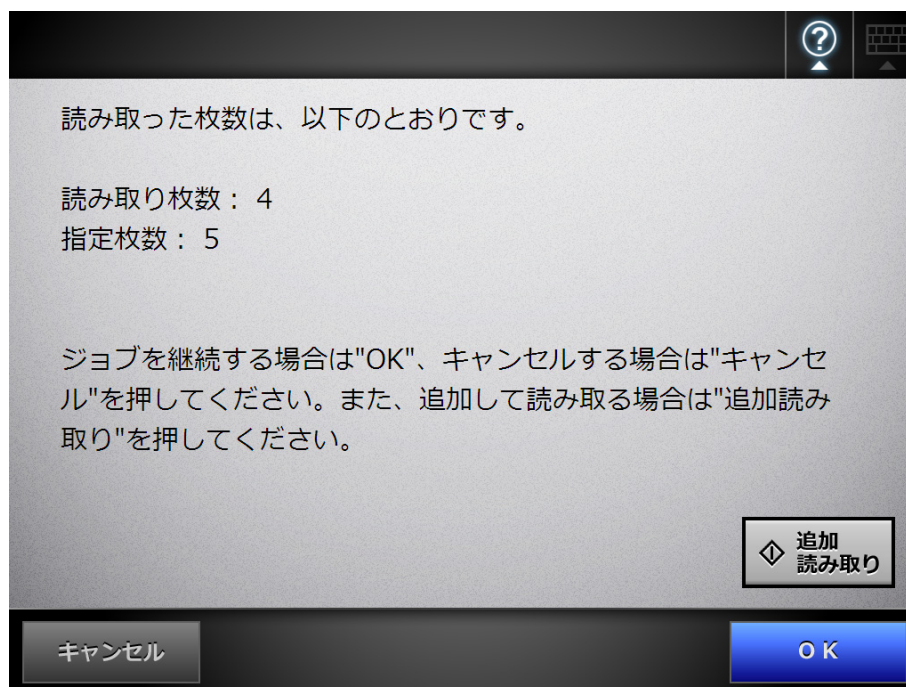 読み取った枚数は、以下のとおりです。
読み取り枚数： 4
指定枚数： 5
ジョブを継続する場合は"OK"、キャンセルする場合は"キャンセ
ル"を押してください。また、追加して読み取る場合は"追加読み
取り"を押してください。
追加
読み取り
キャンセル
OK